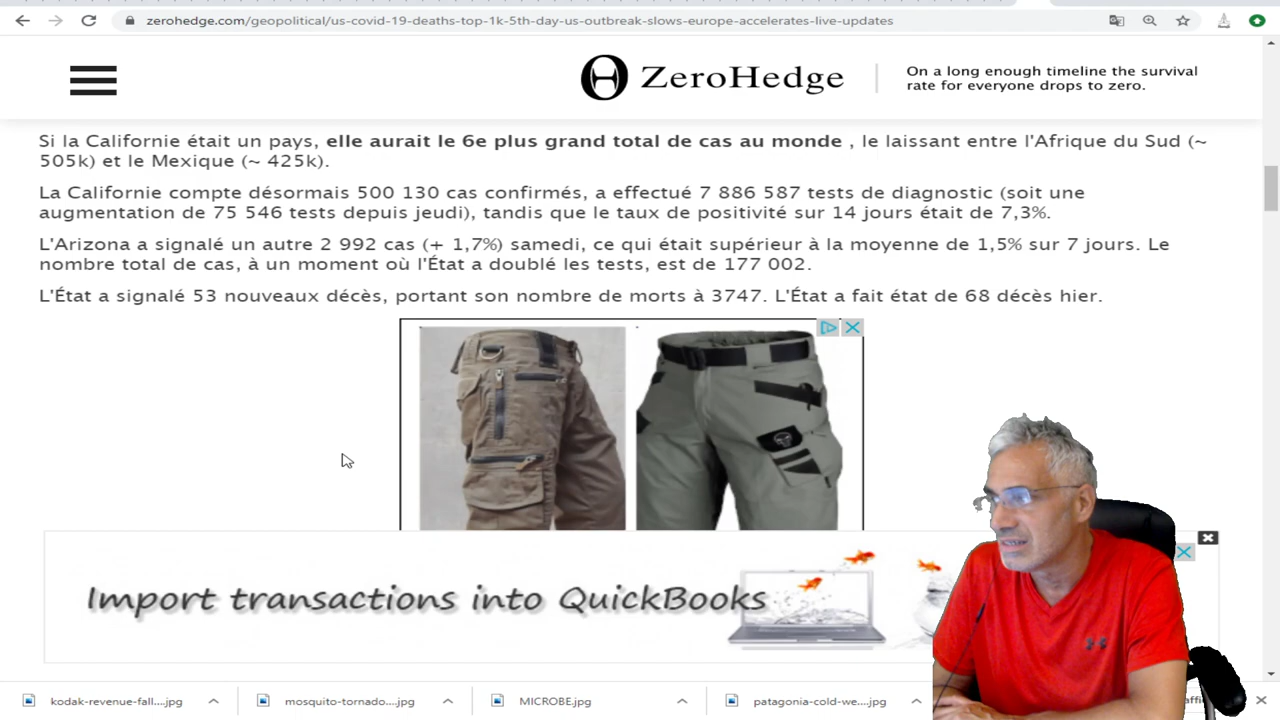 zerohedge.com/geopolitical/us-covid-19-deaths-top-1k-5th-day-us-outbreak-slows-europe-accelerates-live-updates
ZeroHedge
On a long enough timeline the survival
rate for everyone drops to zero.
Si la Californie était un pays, elle aurait le 6e plus grand total de cas au monde , le laissant entre l'Afrique du Sud (~
505k) et le Mexique (~ 425k).
La Californie compte désormais 500 130 cas confirmés, a effectué 7 886 587 tests de diagnostic (soit une
augmentation de 75 546 tests depuis jeudi), tandis que le taux de positivité sur 14 jours était de 7,3%.
L'Arizona a signalé un autre 2 992 cas (+ 1,7%) samedi, ce qui était supérieur à la moyenne de 1,5% sur 7 jours. Le
nombre total de cas, à un moment où l'État a doublé les tests, est de 177 002.
L'État a signalé 53 nouveaux décès, portant son nombre de morts à 3747. L'État a fait état de 68 décès hier.
Import transactions into QuickBooks
kodak-revenue-fall....jpg
mosquito-tornado....jpg
MICROBE.jpg
patagonia-cold-we....jpg